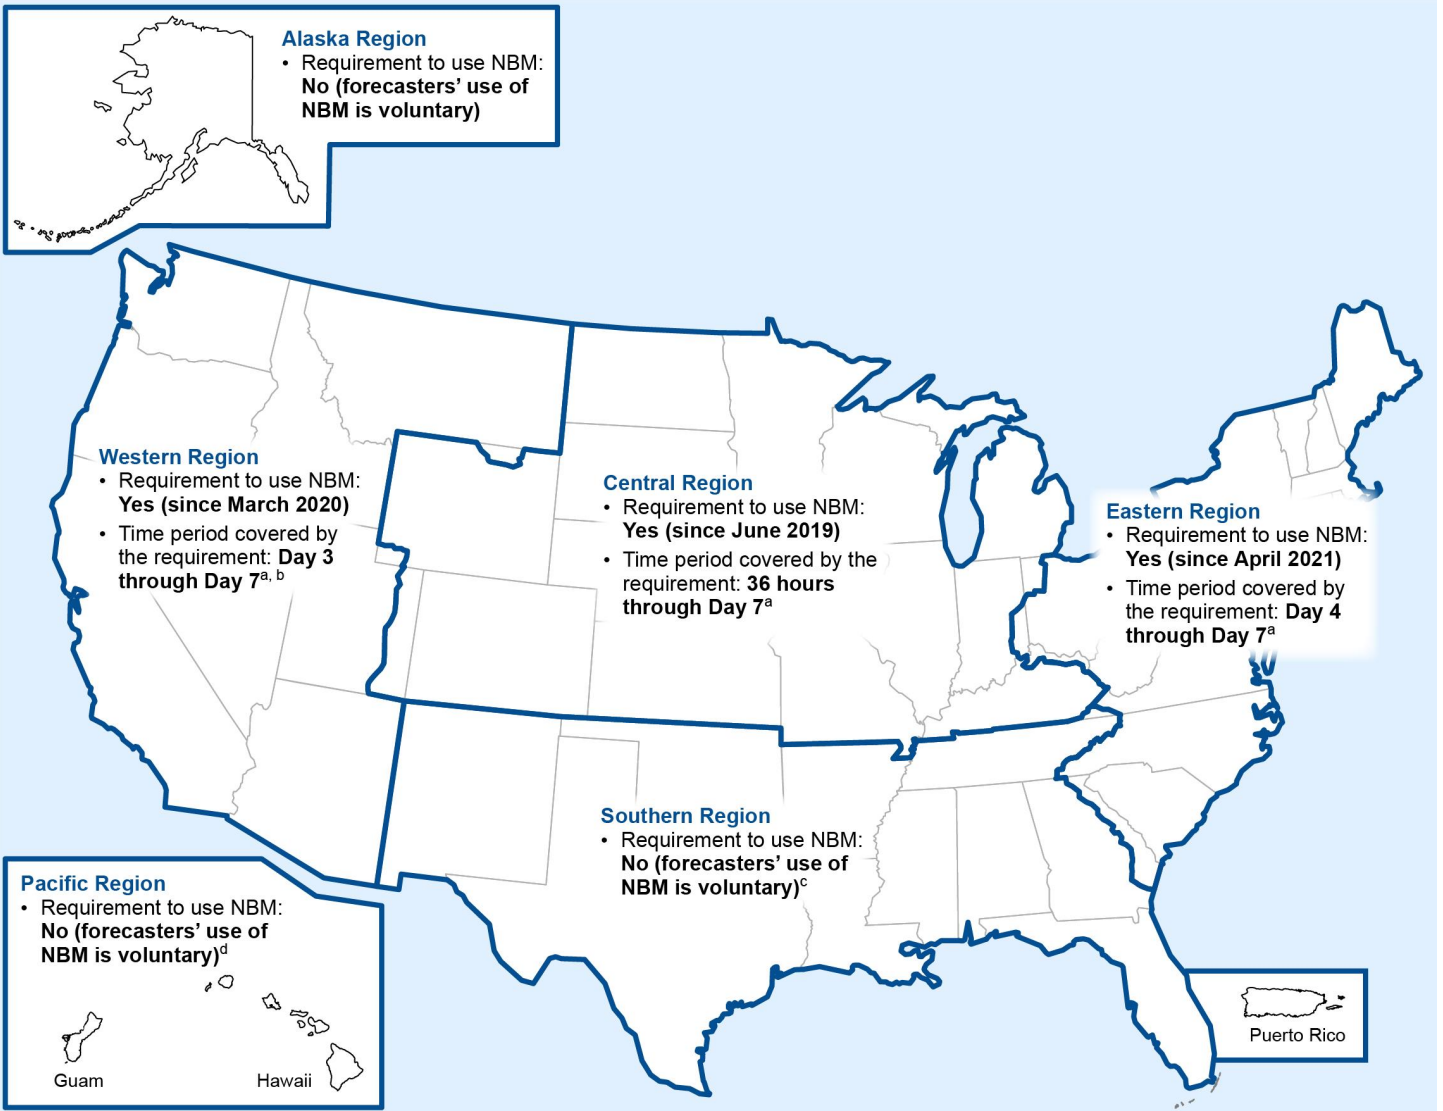 Alaska Region
• Requirement to use NBM:
No (forecasters’ use of
NBM is voluntary)
Western Region
• Requirement to use NBM:
Yes (since March 2020)
• Time period covered by
the requirement: Day 3
through Day 7a, b
Central Region
• Requirement to use NBM:
Yes (since June 2019)
• Time period covered by the
requirement: 36 hours
through Day 7a
Eastern Region
• Requirement to use NBM:
Yes (since April 2021)
• Time period covered by
the requirement: Day 4
through Day 7a
Southern Region
• Requirement to use NBM:
No (forecasters’ use of
NBM is voluntary)c
Pacific Region
• Requirement to use NBM:
No (forecasters’ use of
NBM is voluntary)d
Guam
Hawaii
Puerto Rico